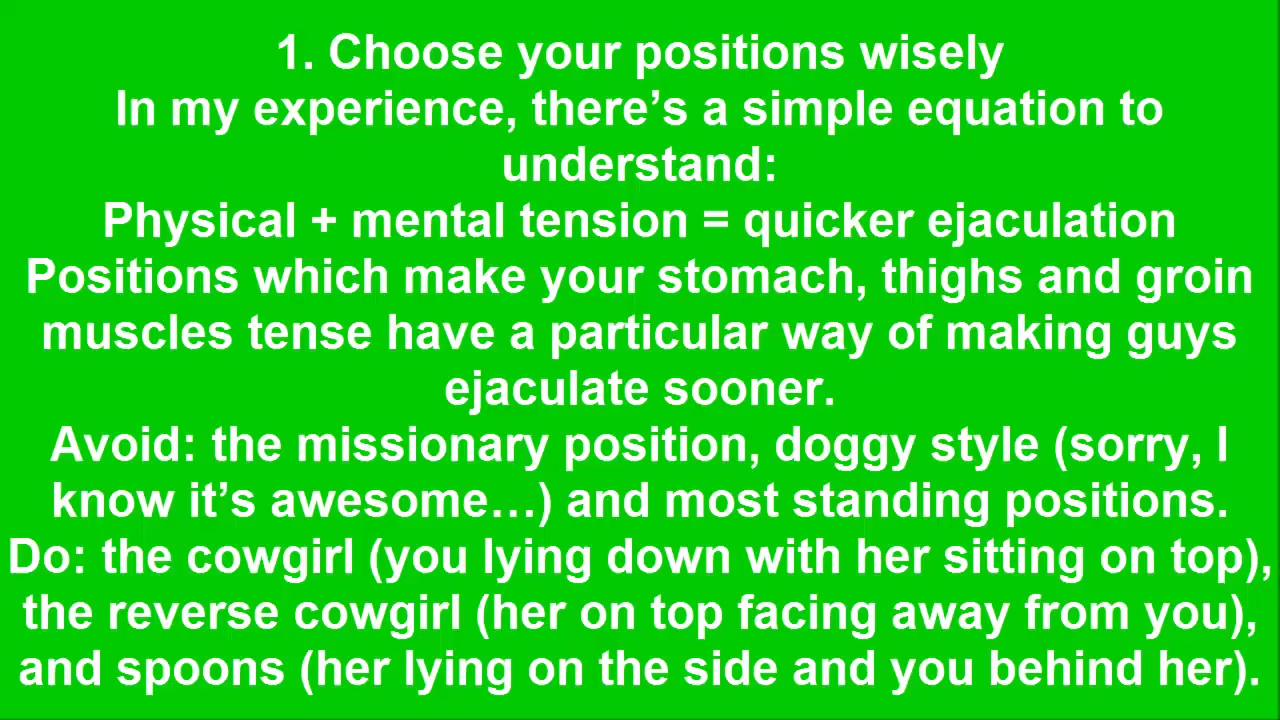 1. Choose your positions wisely
In my experience, there’s a simple equation to
understand:
Physical + mental tension = quicker ejaculation
Positions which make your stomach, thighs and groin
muscles tense have a particular way of making guys
ejaculate sooner.
Avoid: the missionary position, doggy style (sorry, I
know it’s awesome…) and most standing positions.
Do: the cowgirl (you lying down with her sitting on top),
the reverse cowgirl (her on top facing away from you),
and spoons (her lying on the side and you behind her).